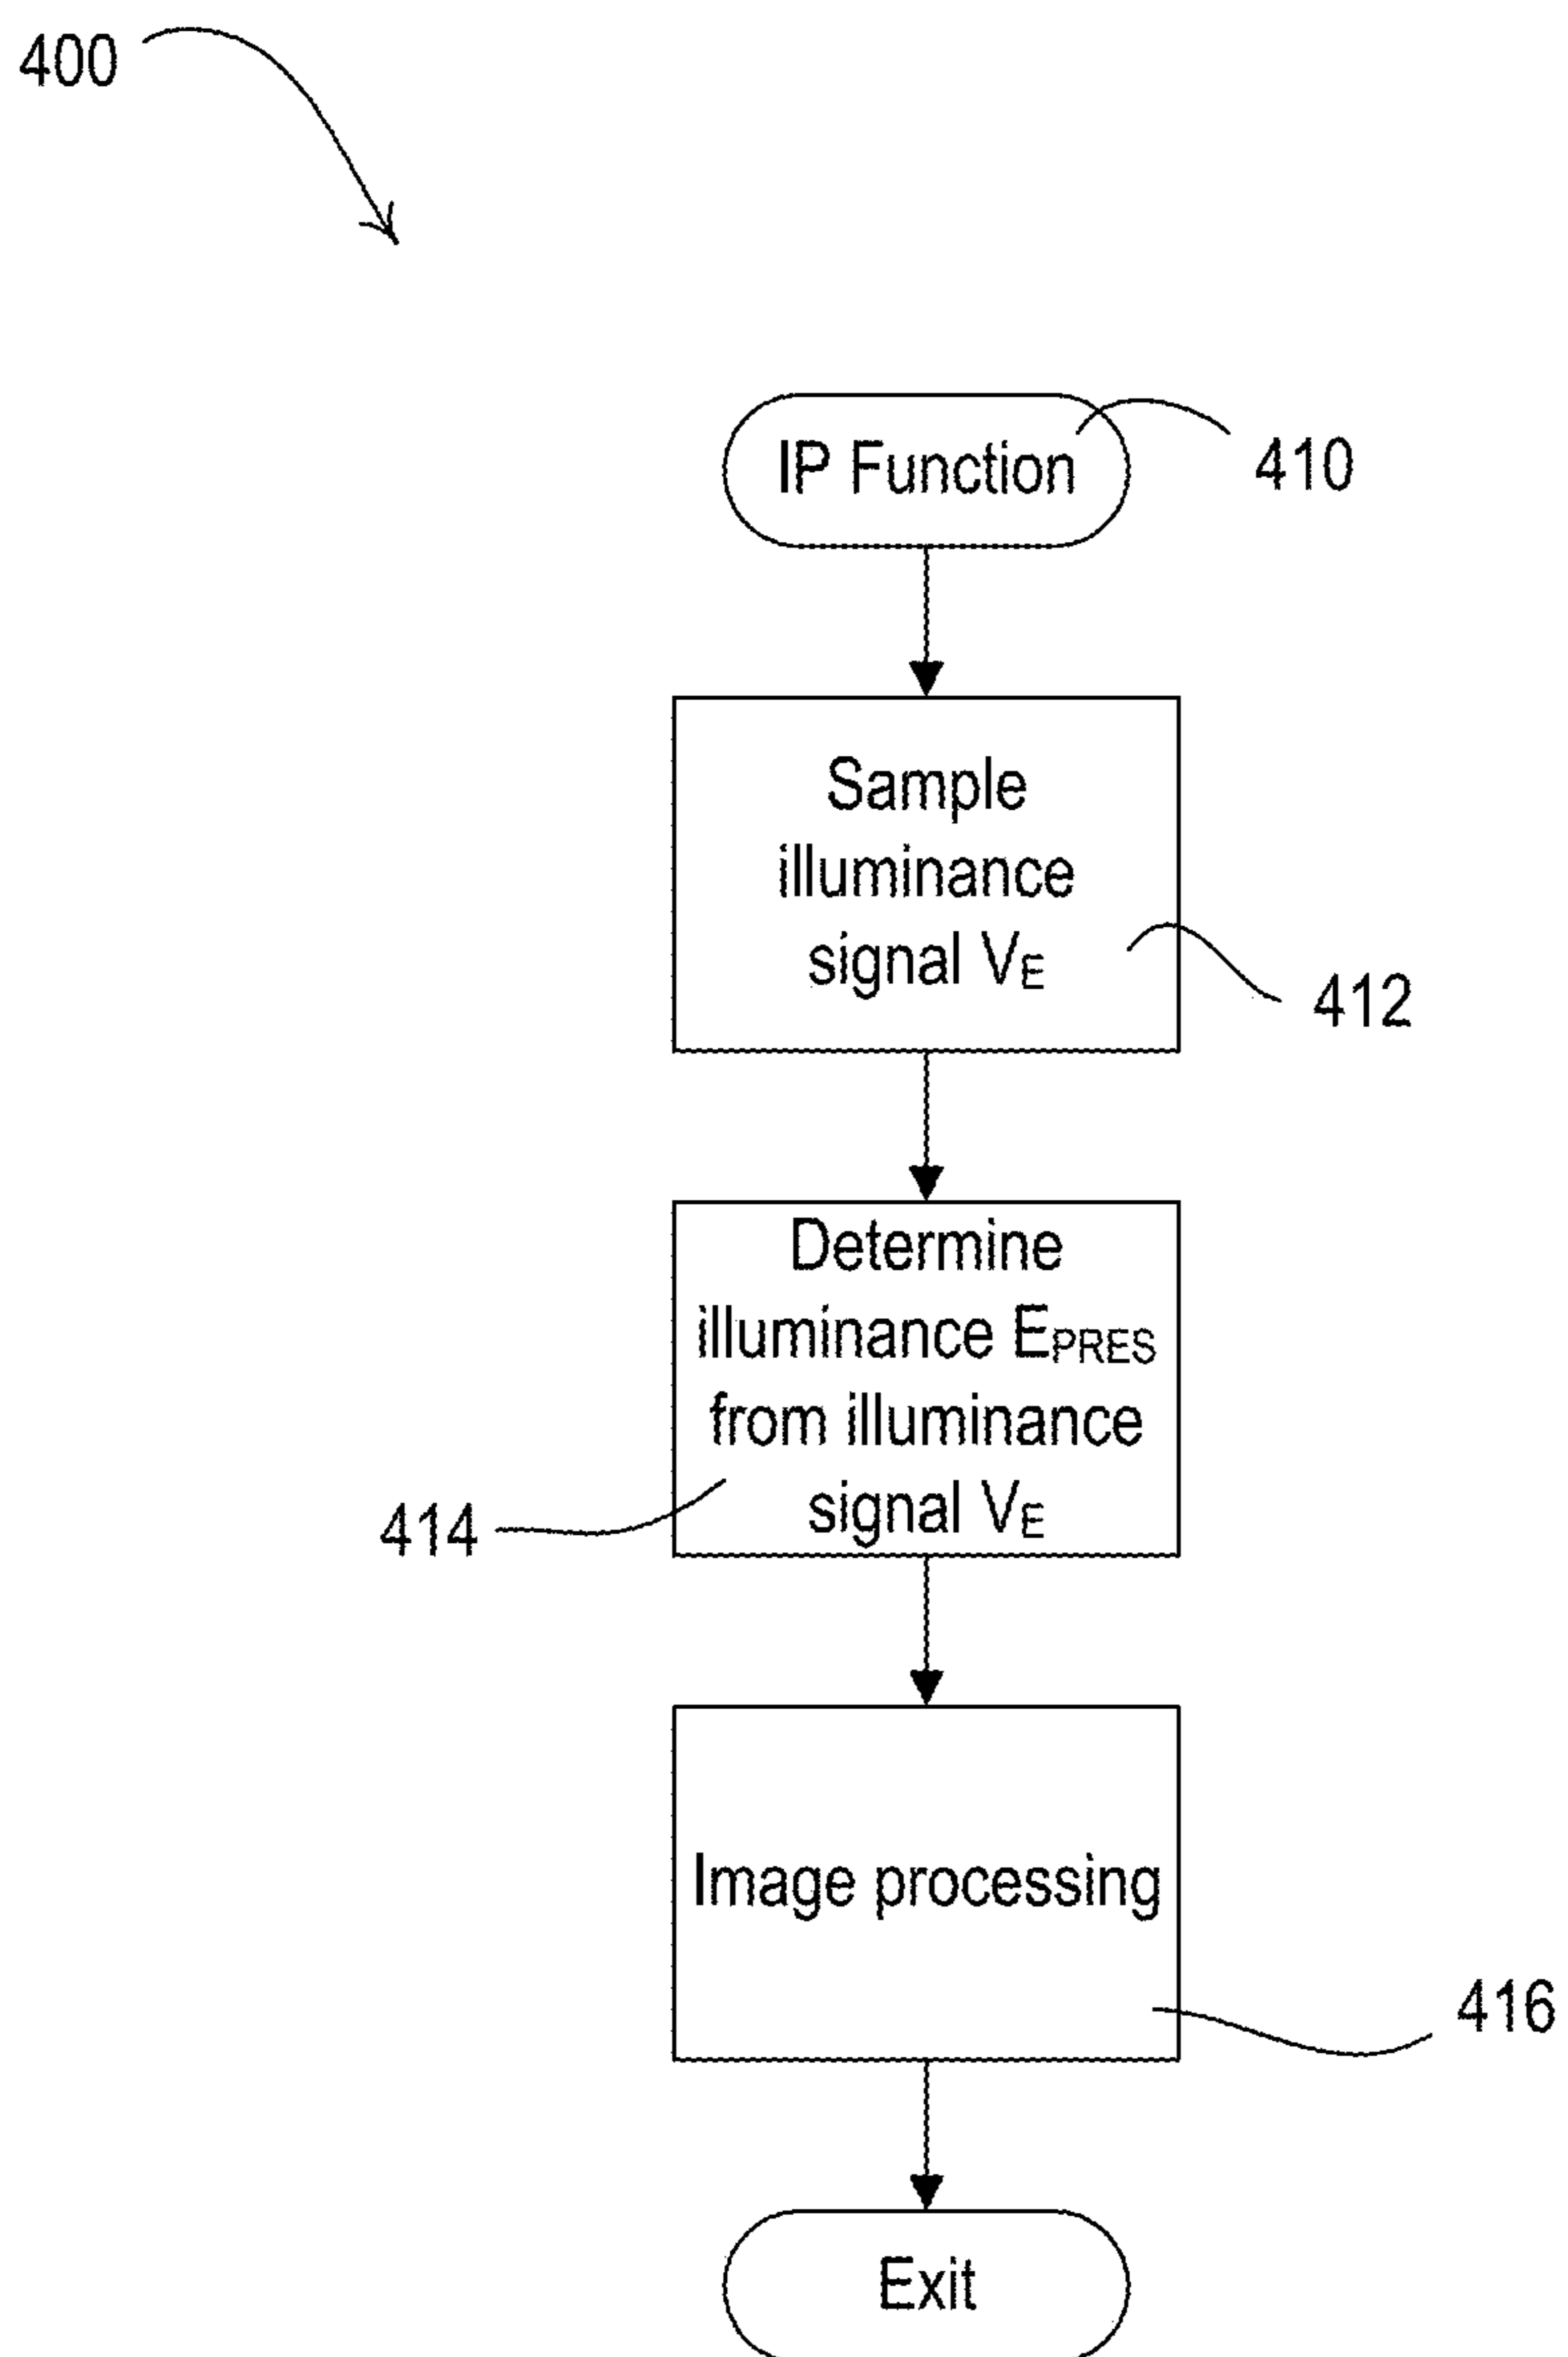 400
IP Function
410
Sample
illuminance
signal VE
412
Determine
illuminance EPRES
from illuminance
signal VE
414
Image processing
416
Exit